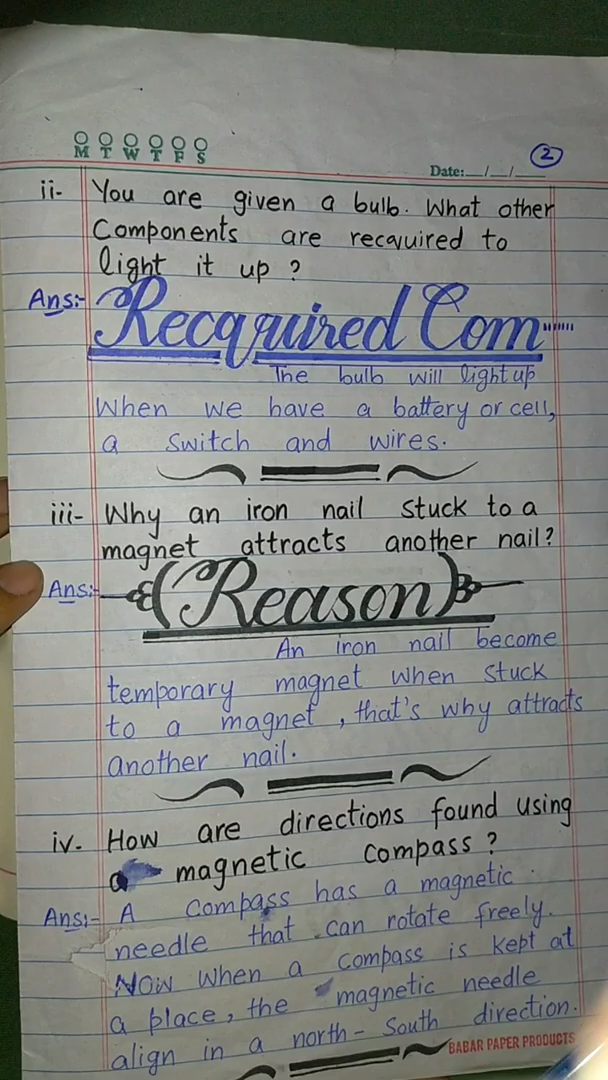 M T W T F S
Date:__/__/__ 2
ii- You are given a bulb. What other
Components are recquired to
light it up ?
Ans:- Recqruired Com......
The bulb will light up
When we have a battery or cell,
a switch and wires.
iii- Why an iron nail stuck to a
magnet attracts another nail?
Ans:- (Reason)
An iron nail become
temporary magnet when stuck
to a magnet , that's why attracts
another nail.
iv- How are directions found using
a magnetic compass ?
Ans:- A compass has a magnetic
needle that can rotate freely.
Now when a compass is kept at
a place, the magnetic needle
align in a north - south direction.
BABAR PAPER PRODUCTS